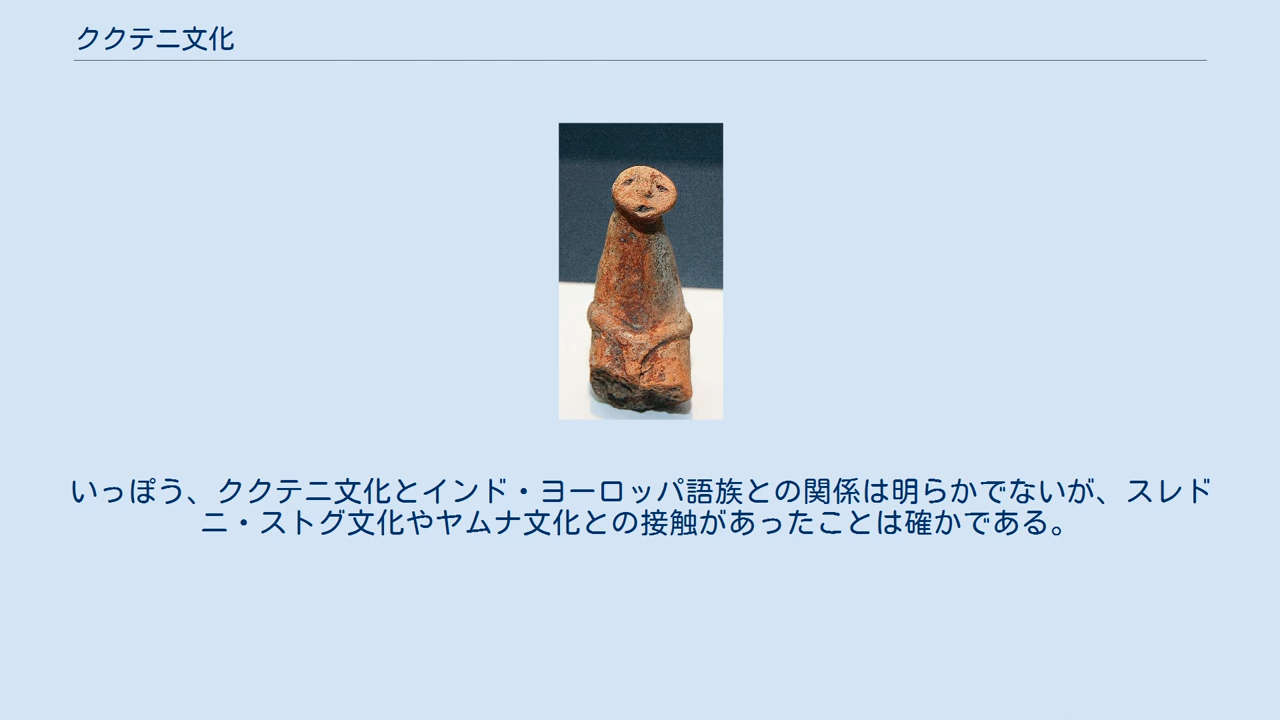 ククテニ文化
いっぽう、ククテニ文化とインド・ヨーロッパ語族との関係は明らかでないが、スレド
ニ・ストグ文化やヤムナ文化との接触があったことは確かである。